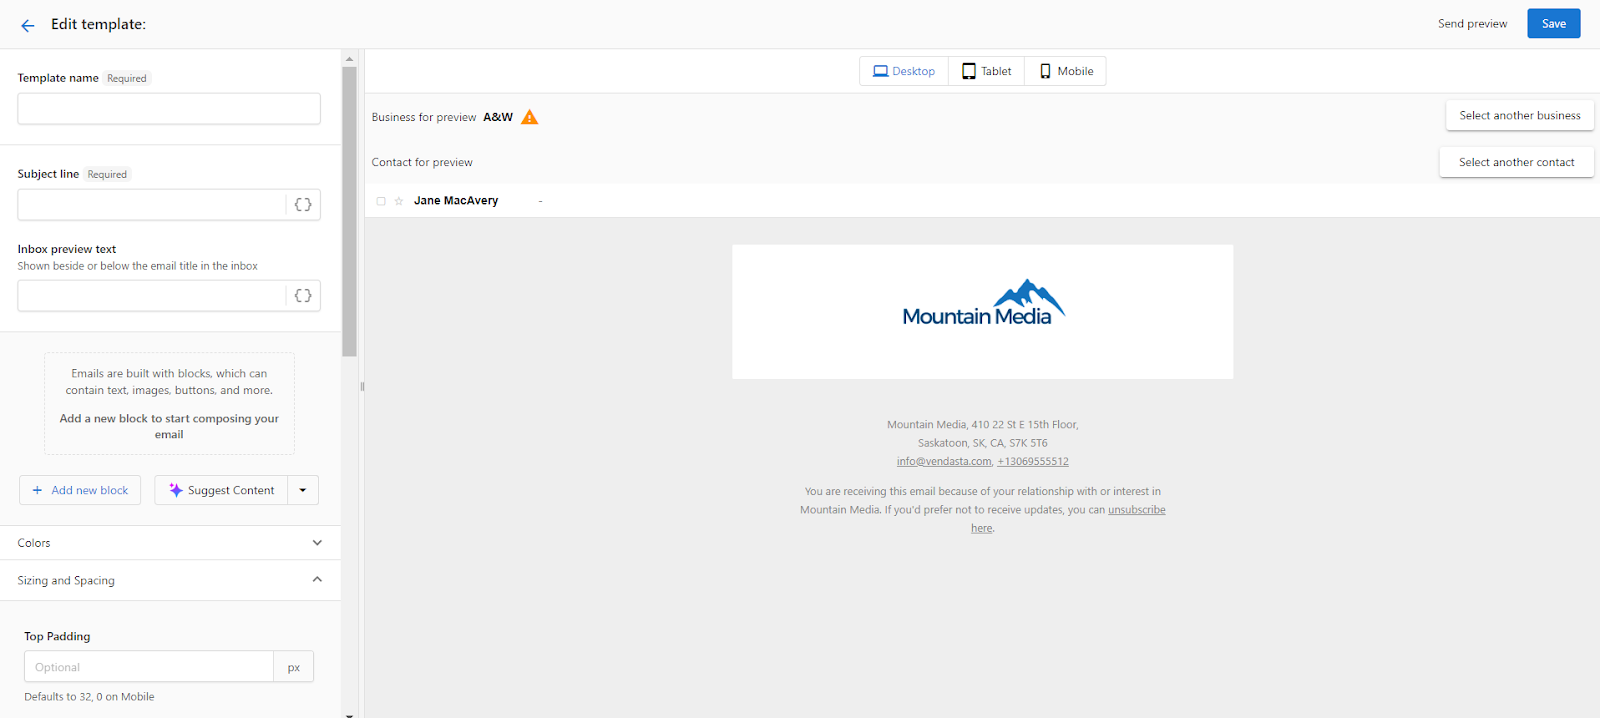 Edit template:
Send preview
Save
Template name Required
Subject line Required
Inbox preview text
Shown beside or below the email title in the inbox
Emails are built with blocks, which can
contain text, images, buttons, and more.
Add a new block to start composing your
email
+ Add new block
Suggest Content
Colors
Sizing and Spacing
Top Padding
Optional px
Defaults to 32, 0 on Mobile
Desktop Tablet Mobile
Business for preview A&W
Select another business
Contact for preview
Select another contact
Jane MacAvery -
Mountain Media
Mountain Media, 410 22 St E 15th Floor,
Saskatoon, SK, CA, S7K 5T6
info@vendasta.com, +13069555512
You are receiving this email because of your relationship with or interest in
Mountain Media. If you'd prefer not to receive updates, you can unsubscribe
here.